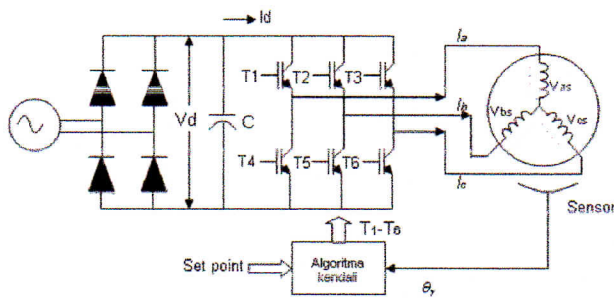 Id
Ia
T1 T2 T3
Vas
Vd
C
Ib
Vbs
Vcs
T4 T5 T6
Ic
Sensor
T1-T6
Set point
Algoritma
kendali
θr